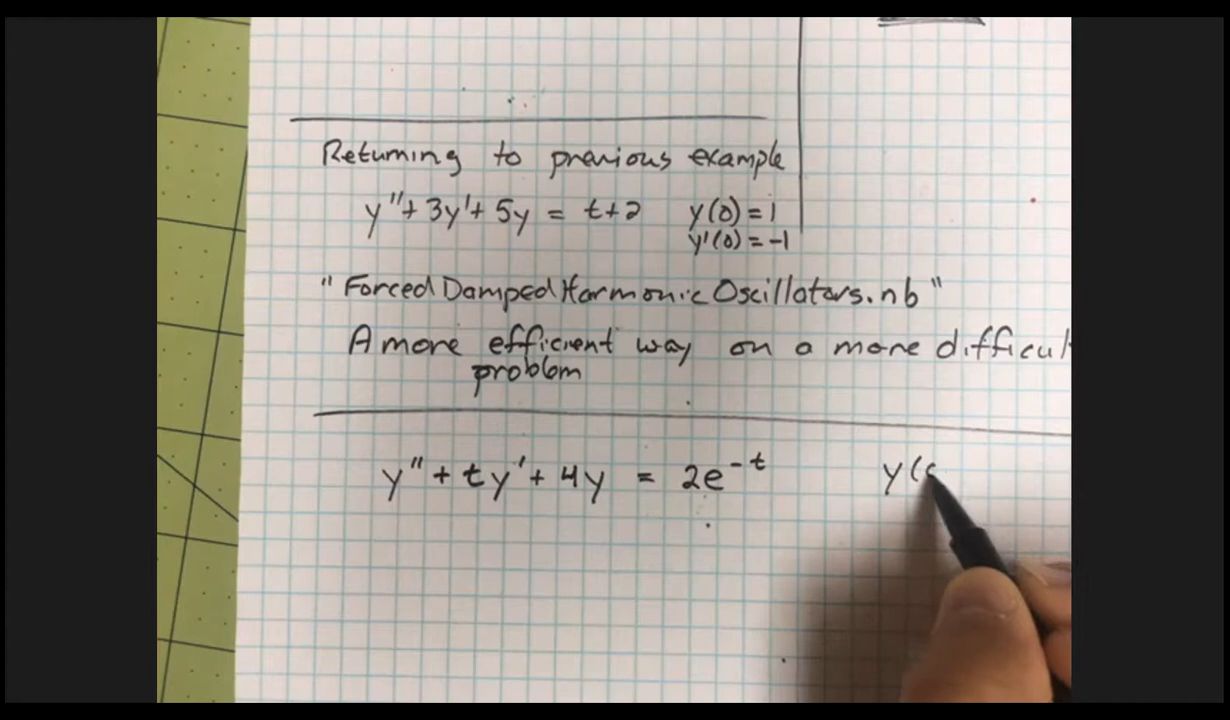 Returning to previous example
y'' + 3y' + 5y = t+2 y(0) = 1
y'(0) = -1
"ForcedDampedHarmonicOscillators.nb"
A more efficient way on a more difficul
problem
y'' + ty' + 4y = 2e^{-t} y(